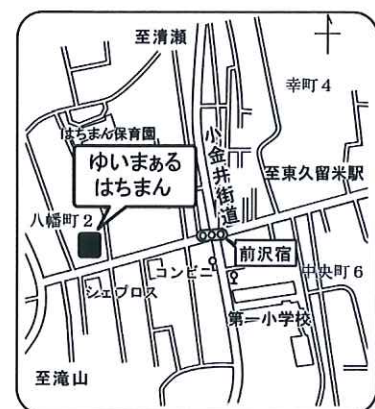 至清瀬
幸町4
はちまん保育園
小金井街道
ゆいまぁる
はちまん
至東久留米駅
八幡町2
前沢宿
コンビニ
シェブロス
中央町6
第一小学校
至滝山